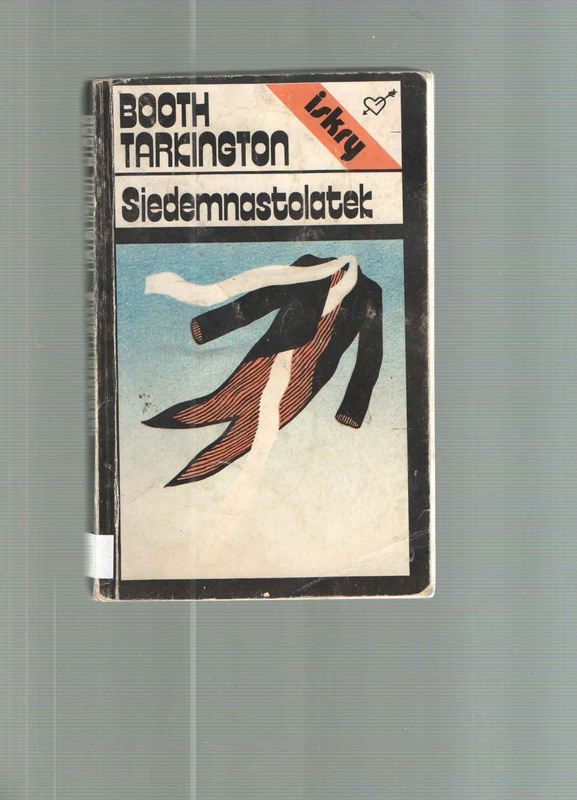 BOOTH
TARKINGTON
iskry
Siedemnastolatek